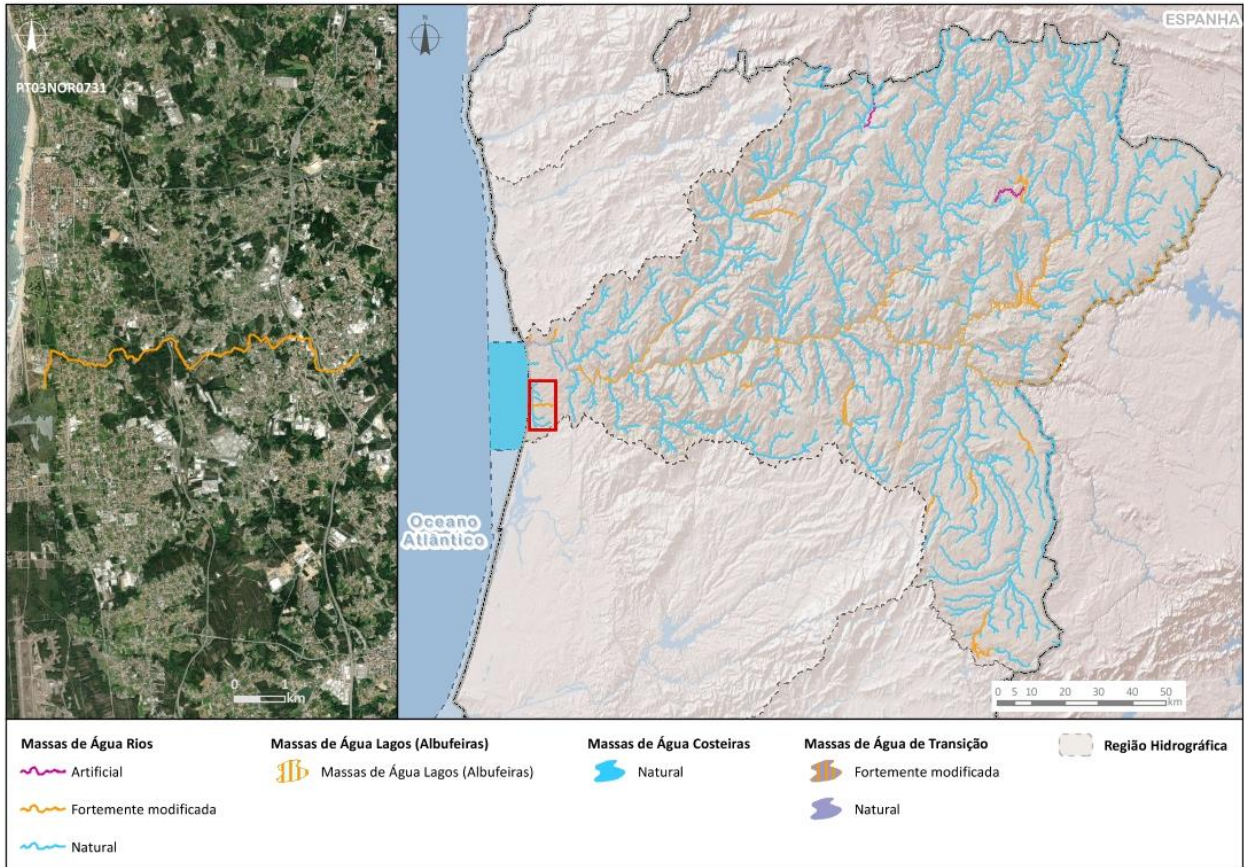 N
RT03NOR0731
0 1
km
N
ESPANHA
Oceano
Atlântico
0 5 10 20 30 40 50
km
Massas de Água Rios
Artificial
Fortemente modificada
Natural
Massas de Água Lagos (Albufeiras)
Massas de Água Lagos (Albufeiras)
Massas de Água Costeiras
Natural
Massas de Água de Transição
Fortemente modificada
Natural
Região Hidrográfica